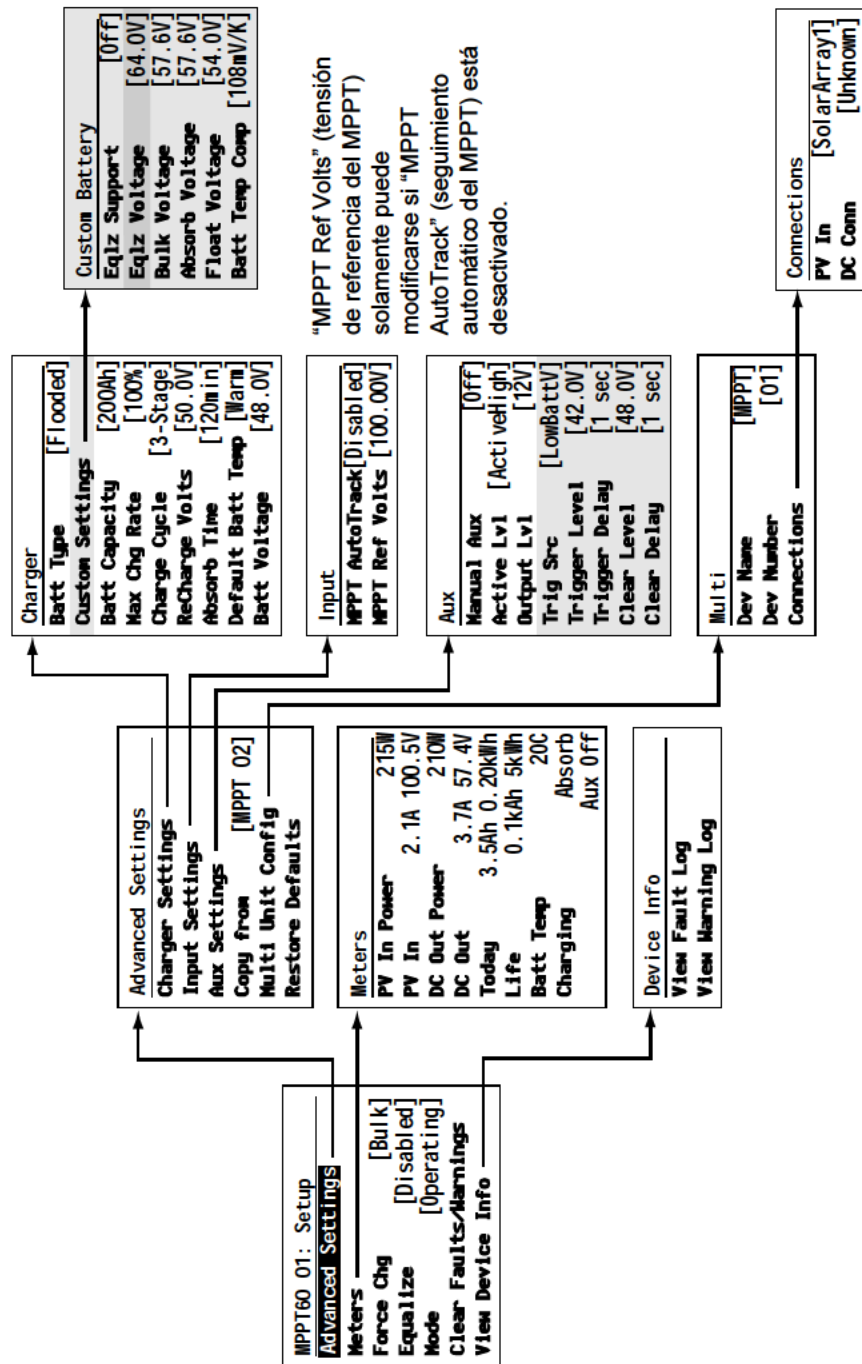 MPPT60 01: Setup
Advanced Settings
Meters
Force Chg [Bulk]
Equalize [Disabled]
Mode [Operating]
Clear Faults/Warnings
View Device Info
Advanced Settings
Charger Settings
Input Settings
Aux Settings
Copy from [MPPT 02]
Multi Unit Config
Restore Defaults
Meters
PV In Power 215W
PV In 2.1A 100.5V
DC Out Power 210W
DC Out 3.7A 57.4V
Today 3.5Ah 0.20kWh
Life 0.1kAh 5kWh
Batt Temp 20C
Charging Absorb
Aux Off
Device Info
View Fault Log
View Warning Log
Charger
Batt Type [Flooded]
Custom Settings
Batt Capacity [200Ah]
Max Chg Rate [100%]
Charge Cycle [3-Stage]
ReCharge Volts [50.0V]
Absorb Time [120min]
Default Batt Temp [Warm]
Batt Voltage [48.0V]
Input
MPPT AutoTrack[Disabled]
MPPT Ref Volts [100.00V]
Aux
Manual Aux [Off]
Active Lvl [ActiveHigh]
Output Lvl [12V]
Trig Src [LowBattV]
Trigger Level [42.0V]
Trigger Delay [1 sec]
Clear Level [48.0V]
Clear Delay [1 sec]
Multi
Dev Name [MPPT]
Dev Number [01]
Connections
Custom Battery
Eqlz Support [Off]
Eqlz Voltage [64.0V]
Bulk Voltage [57.6V]
Absorb Voltage [57.6V]
Float Voltage [54.0V]
Batt Temp Comp [108mV/K]
“MPPT Ref Volts” (tensión
de referencia del MPPT)
solamente puede
modificarse si “MPPT
AutoTrack” (seguimiento
automático del MPPT) está
desactivado.
Connections
PV In [SolarArray1]
DC Conn [Unknown]